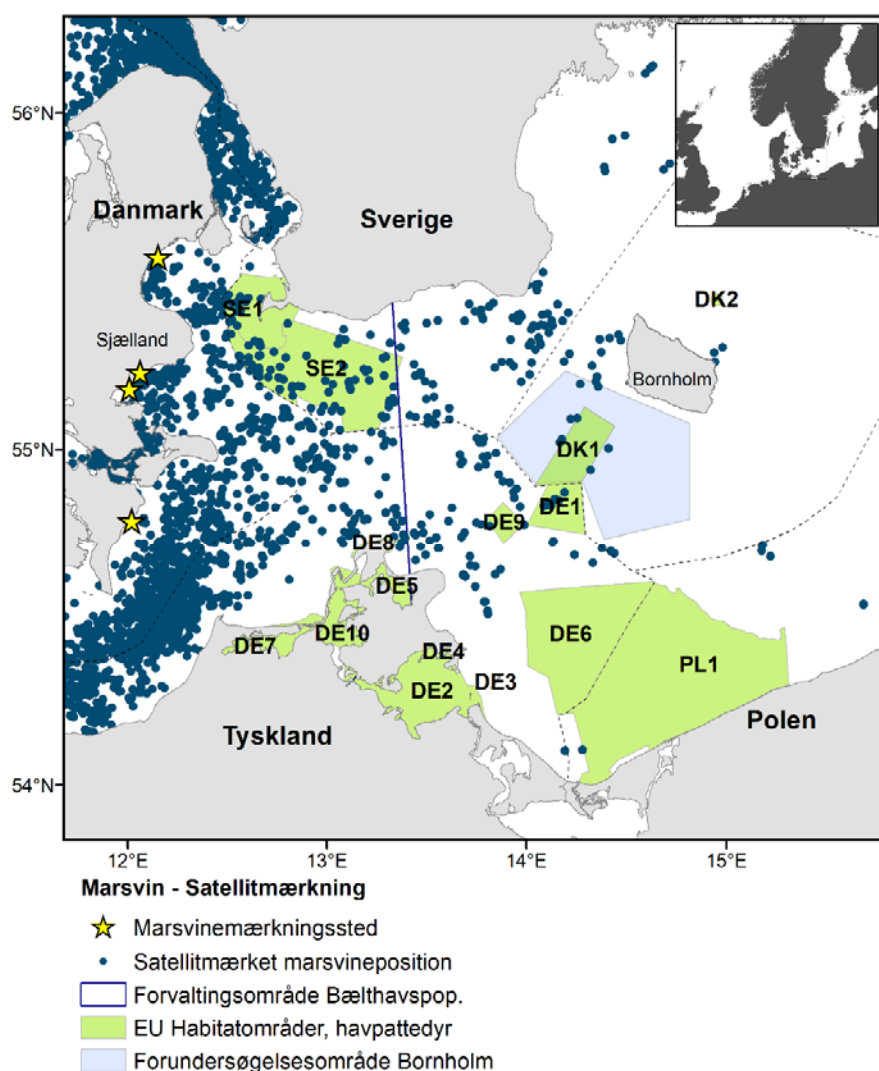 56°N
Danmark
Sverige
DK2
SE1
Sjælland
SE2
Bornholm
55°N
DK1
DE1
DE9
DE8
DE5
DE10
DE7
DE6
DE4
DE3
DE2
PL1
Polen
Tyskland
54°N
12°E 13°E 14°E 15°E
Marsvin - Satellitmærkning
Marsvinemærkningssted
Satellitmærket marsvineposition
Forvaltingsområde Bælthavspop.
EU Habitatområder, havpattedyr
Forundersøgelsesområde Bornholm